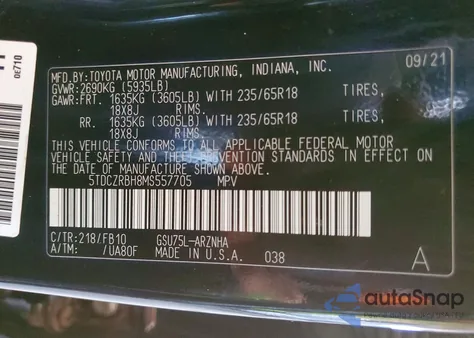 0E710
MFD.BY:TOYOTA MOTOR MANUFACTURING, INDIANA, INC. 09/21
GVWR:2690KG (5935LB)
GAWR:FRT. 1635KG (3605LB)WITH 235/65R18 TIRES,
18X8J RIMS,
RR. 1635KG (3605LB)WITH 235/65R18 TIRES,
18X8J RIMS,
THIS VEHICLE CONFORMS TO ALL APPLICABLE FEDERAL MOTOR
VEHICLE SAFETY AND THEFT PREVENTION STANDARDS IN EFFECT ON
THE DATE OF MANUFACTURE SHOWN ABOVE.
5TDCZRBH8MS557705 MPV
C/TR:218/FB10 GSU75L-ARZNHA
A/TM: /UA80F MADE IN U.S.A. 038 A
autoSnap